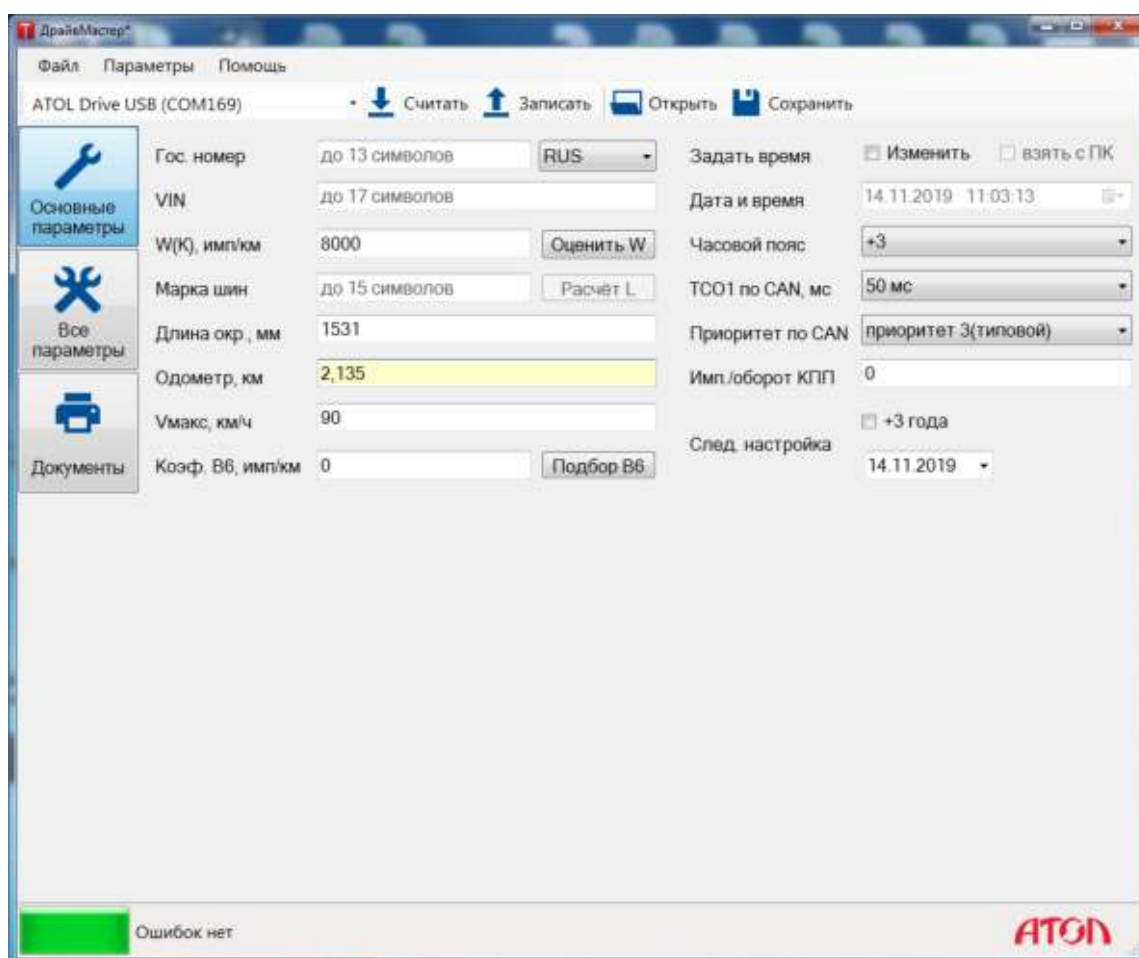 ДрайвМастер*
Файл Параметры Помощь
ATOL Drive USB (COM169) Считать Записать Открыть Сохранить
Основные параметры
Все параметры
Документы
Гос. номер до 13 символов RUS
VIN до 17 символов
W(K), имп/км 8000 Оценить W
Марка шин до 15 символов Расчёт L
Длина окр., мм 1531
Одометр, км 2,135
Vмакс, км/ч 90
Коэф. B6, имп/км 0 Подбор B6
Задать время Изменить взять с ПК
Дата и время 14.11.2019 11:03:13
Часовой пояс +3
TCO1 по CAN, мс 50 мс
Приоритет по CAN приоритет 3(типовой)
Имп./оборот КПП 0
+3 года
След. настройка
14.11.2019
Ошибок нет
АТОЛ